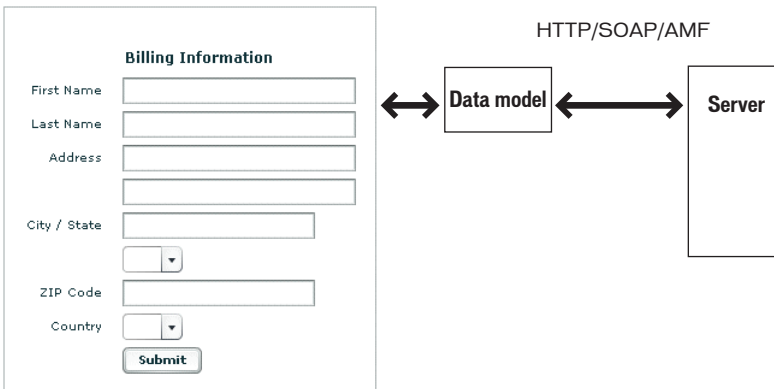 HTTP/SOAP/AMF
Billing Information
First Name
Last Name
Address
City / State
ZIP Code
Country
Submit
Data model
Server